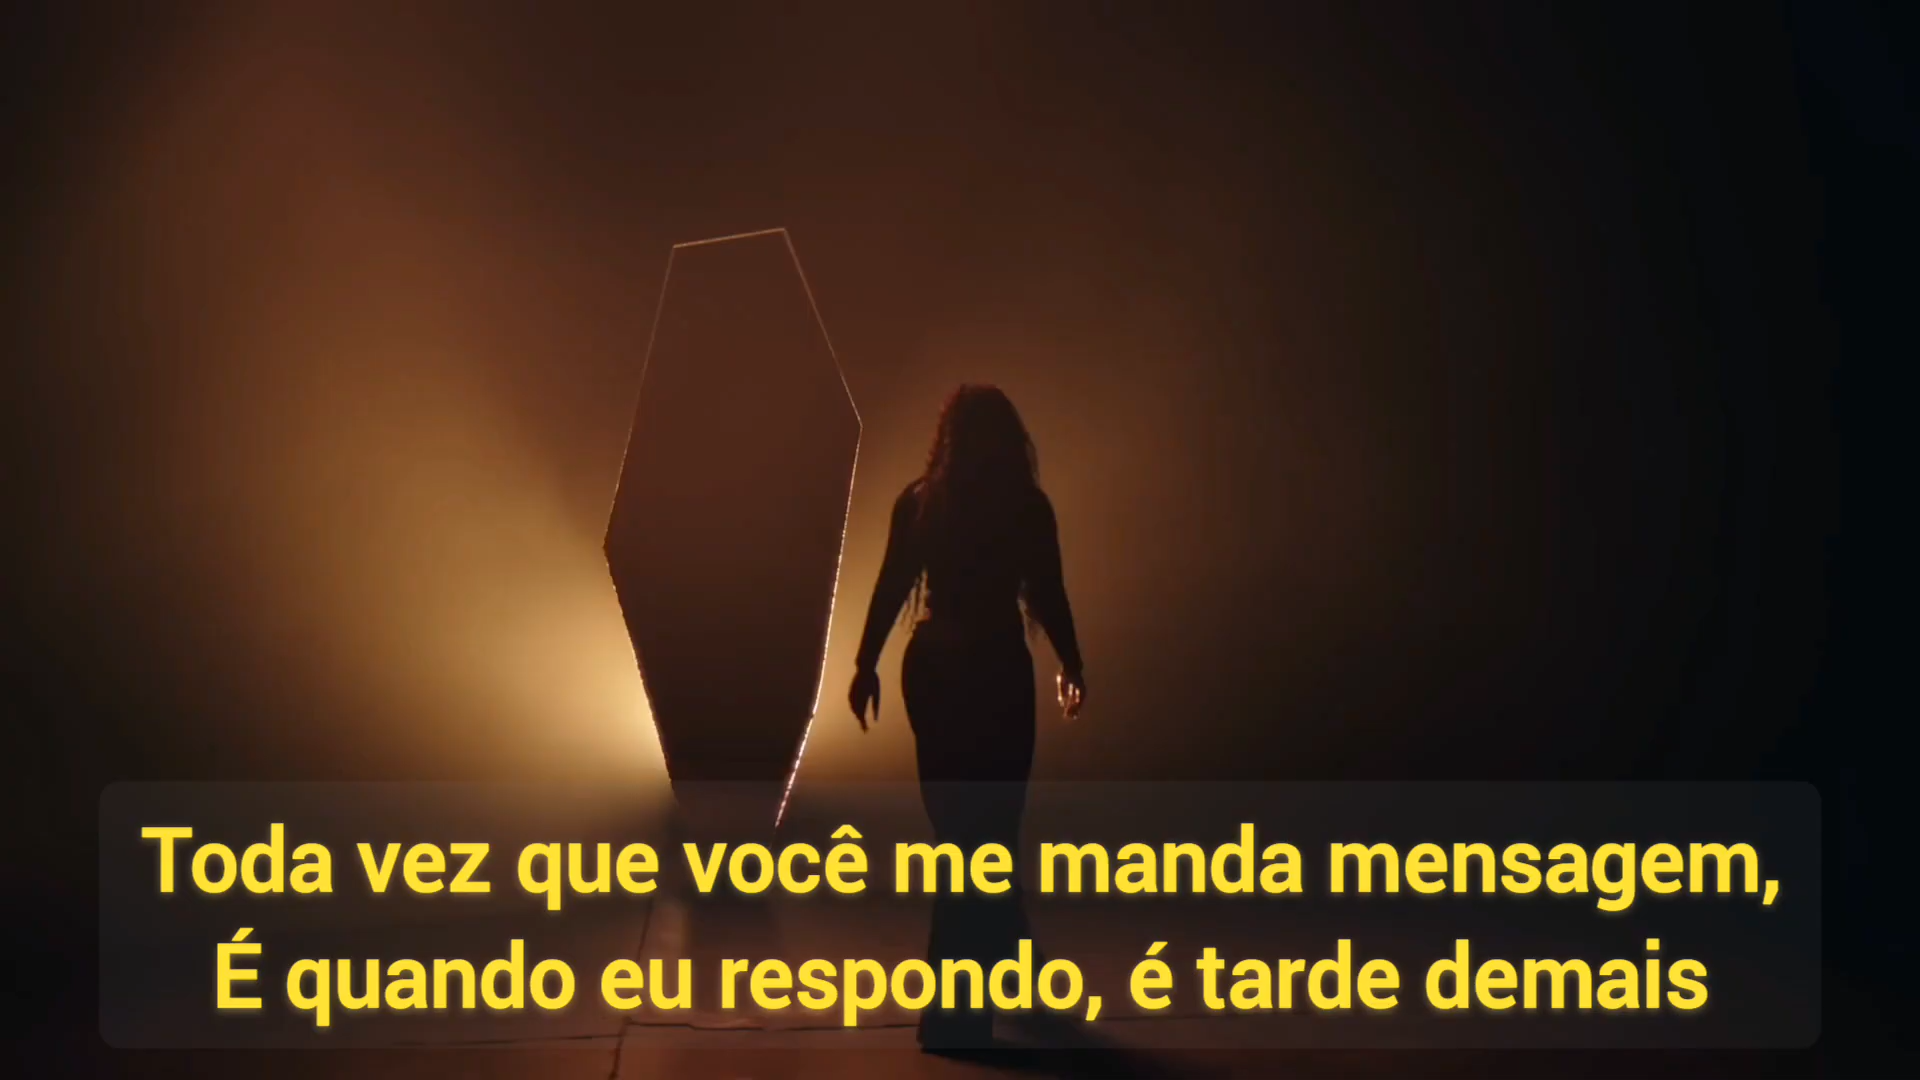 Toda vez que você me manda mensagem,
É quando eu respondo, é tarde demais